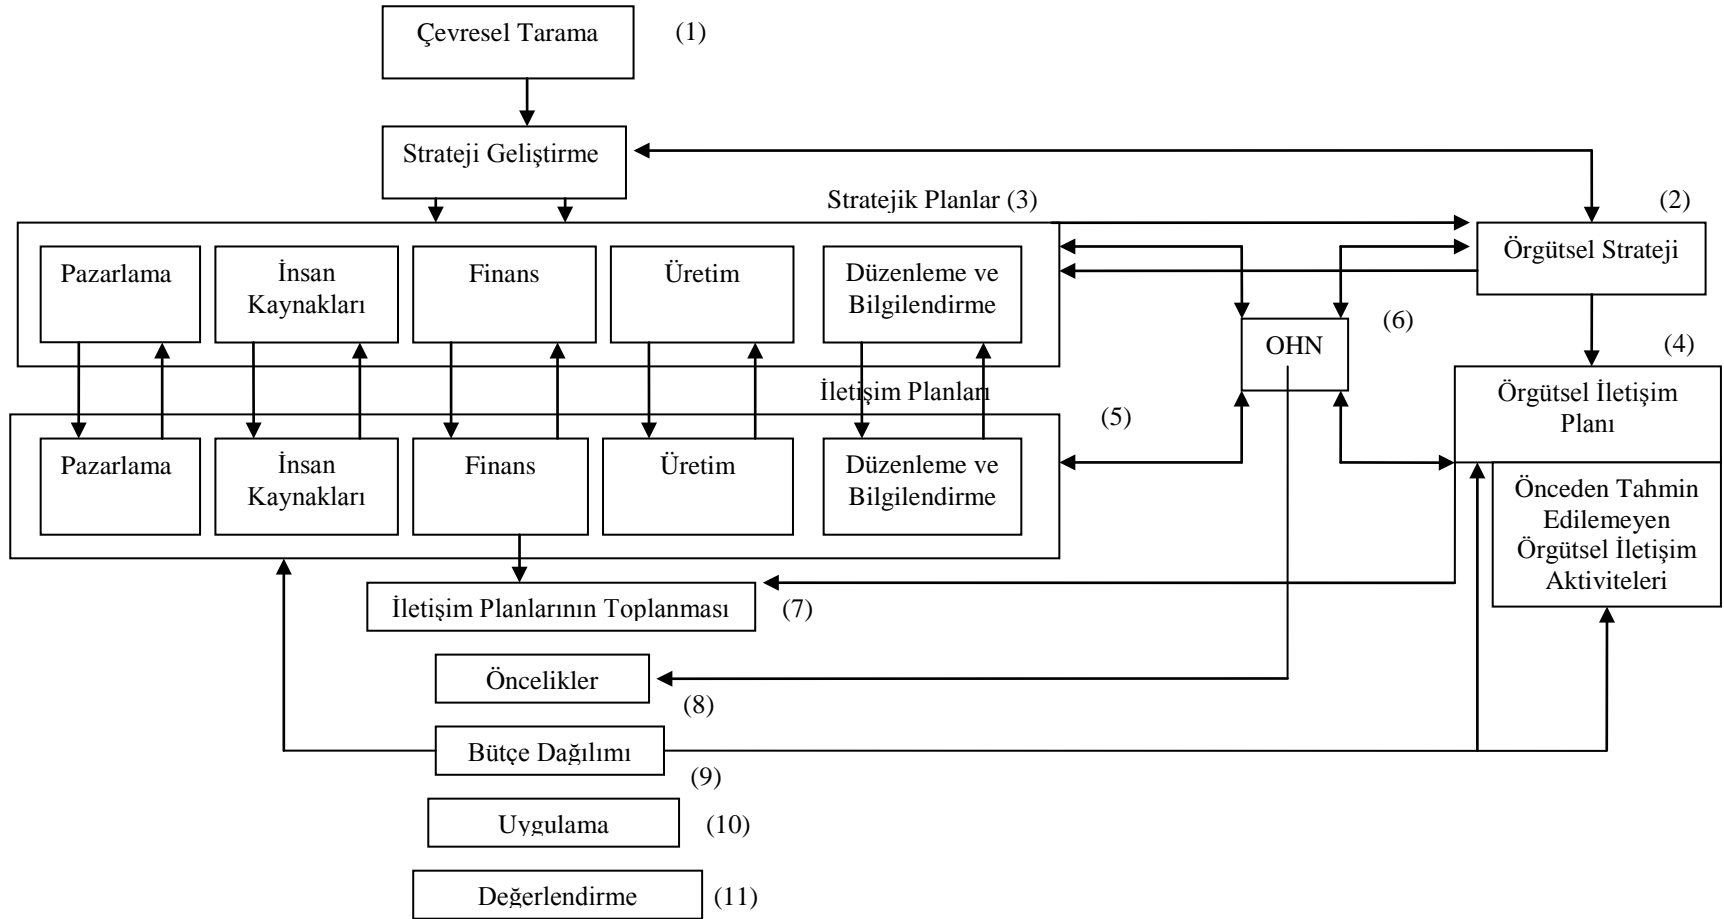 Çevresel Tarama
(1)
Strateji Geliştirme
Stratejik Planlar (3)
(2)
Örgütsel Strateji
Pazarlama
İnsan
Kaynakları
Finans
Üretim
Düzenleme ve
Bilgilendirme
(6)
OHN
(4)
İletişim Planları
Örgütsel İletişim
Planı
(5)
Pazarlama
İnsan
Kaynakları
Finans
Üretim
Düzenleme ve
Bilgilendirme
Önceden Tahmin
Edilemeyen
Örgütsel İletişim
Aktiviteleri
İletişim Planlarının Toplanması
(7)
Öncelikler
(8)
Bütçe Dağılımı
(9)
Uygulama
(10)
Değerlendirme
(11)